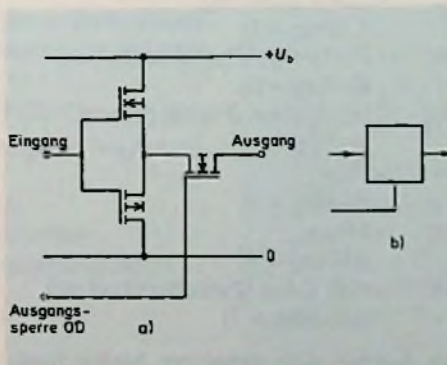 +U_b
Eingang
Ausgang
0
Ausgangs-
sperre OD
a)
b)